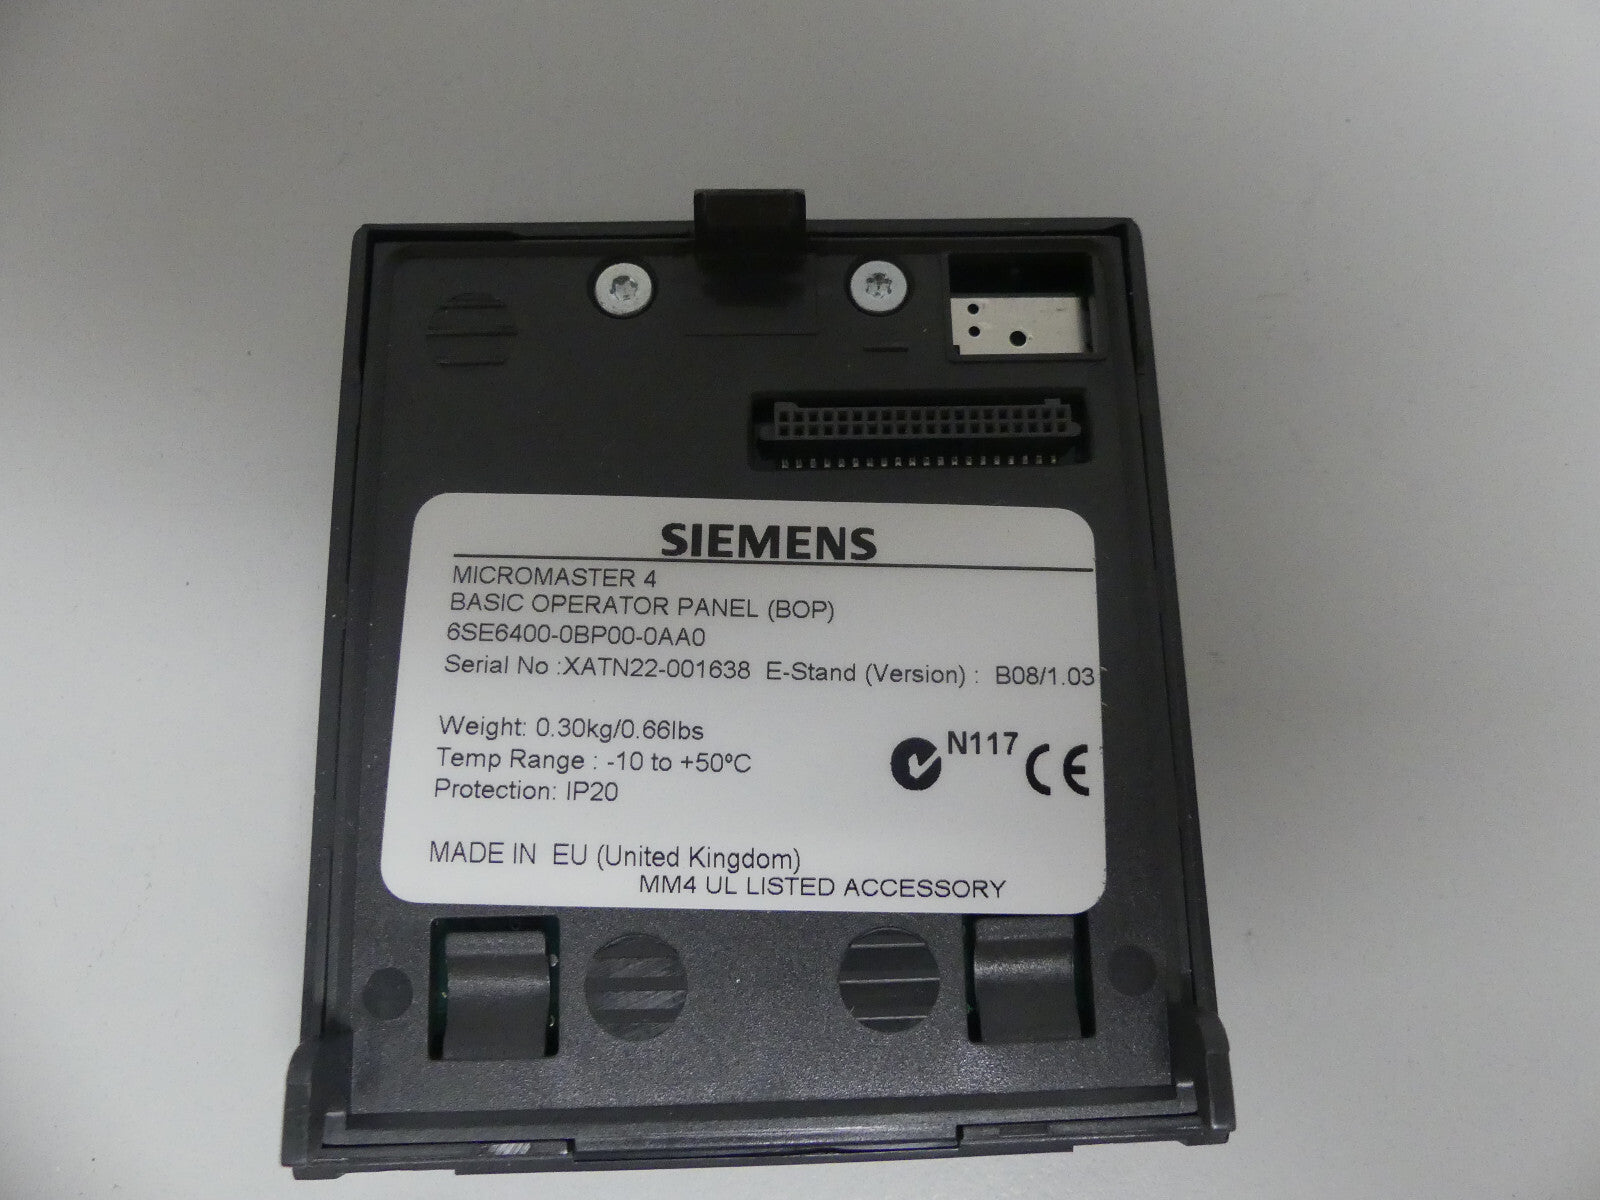 SIEMENS
MICROMASTER 4
BASIC OPERATOR PANEL (BOP)
6SE6400-0BP00-0AA0
Serial No :XATN22-001638 E-Stand (Version) : B08/1.03
Weight: 0.30kg/0.66lbs
Temp Range : -10 to +50ºC
Protection: IP20
N117 CE
MADE IN EU (United Kingdom)
MM4 UL LISTED ACCESSORY